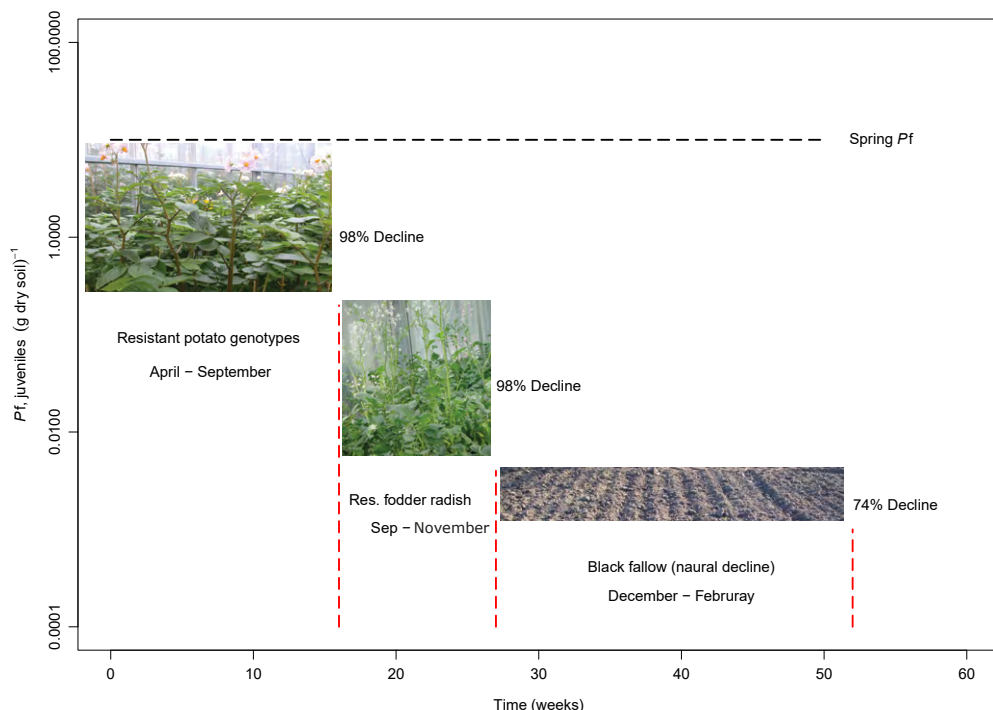 100.0000
1.0000
0.0100
0.0001
Pf, juveniles (g dry soil)⁻¹
Spring Pf
98% Decline
Resistant potato genotypes
April − September
98% Decline
Res. fodder radish
Sep − November
74% Decline
Black fallow (naural decline)
December − Februray
0 10 20 30 40 50 60
Time (weeks)